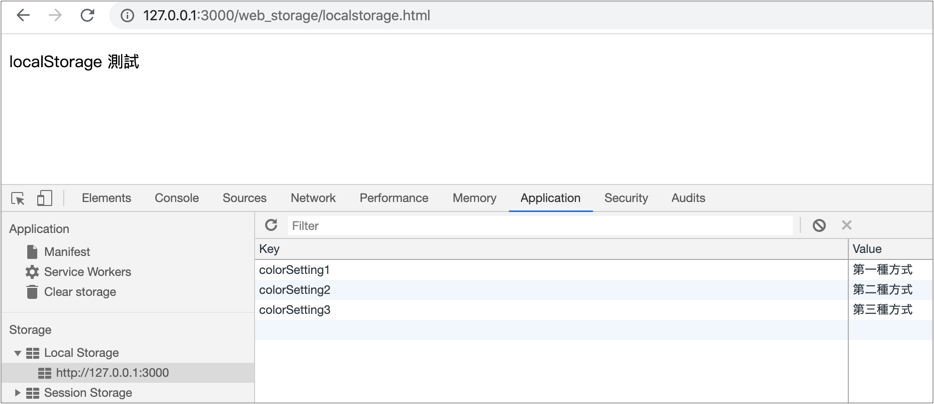 127.0.0.1:3000/web_storage/localstorage.html
localStorage 測試
Elements Console Sources Network Performance Memory Application Security Audits
Application
Manifest
Service Workers
Clear storage
Storage
Local Storage
http://127.0.0.1:3000
Session Storage
Filter
Key Value
colorSetting1 第一種方式
colorSetting2 第二種方式
colorSetting3 第三種方式